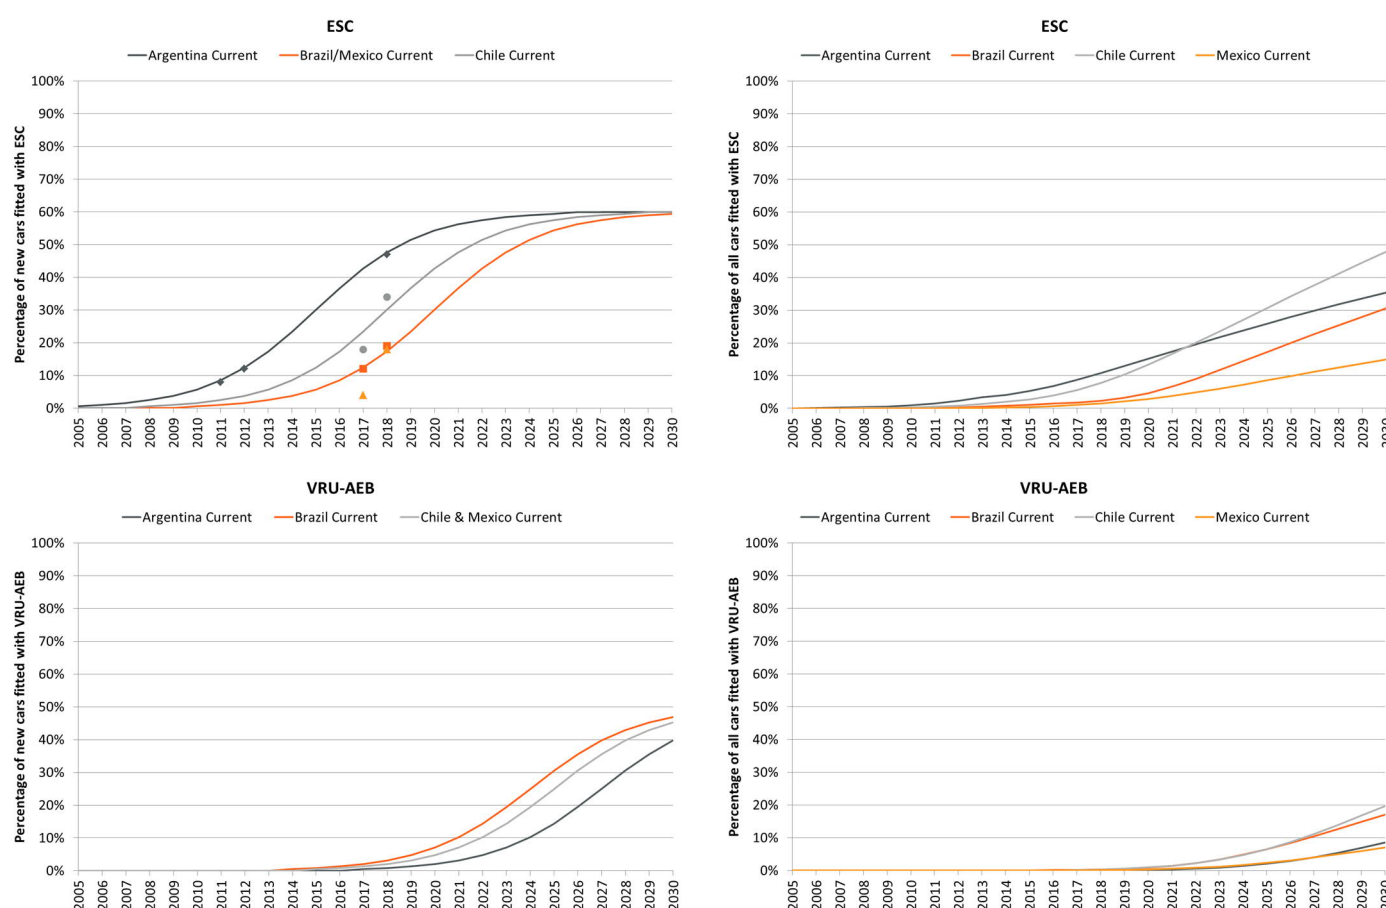 ESC
Argentina Current Brazil/Mexico Current Chile Current
Percentage of new cars fitted with ESC
100%
90%
80%
70%
60%
50%
40%
30%
20%
10%
0%
2005 2006 2007 2008 2009 2010 2011 2012 2013 2014 2015 2016 2017 2018 2019 2020 2021 2022 2023 2024 2025 2026 2027 2028 2029 2030
ESC
Argentina Current Brazil Current Chile Current Mexico Current
Percentage of all cars fitted with ESC
100%
90%
80%
70%
60%
50%
40%
30%
20%
10%
0%
2005 2006 2007 2008 2009 2010 2011 2012 2013 2014 2015 2016 2017 2018 2019 2020 2021 2022 2023 2024 2025 2026 2027 2028 2029 2030
VRU-AEB
Argentina Current Brazil Current Chile & Mexico Current
Percentage of new cars fitted with VRU-AEB
100%
90%
80%
70%
60%
50%
40%
30%
20%
10%
0%
2005 2006 2007 2008 2009 2010 2011 2012 2013 2014 2015 2016 2017 2018 2019 2020 2021 2022 2023 2024 2025 2026 2027 2028 2029 2030
VRU-AEB
Argentina Current Brazil Current Chile Current Mexico Current
Percentage of all cars fitted with VRU-AEB
100%
90%
80%
70%
60%
50%
40%
30%
20%
10%
0%
2005 2006 2007 2008 2009 2010 2011 2012 2013 2014 2015 2016 2017 2018 2019 2020 2021 2022 2023 2024 2025 2026 2027 2028 2029 2030